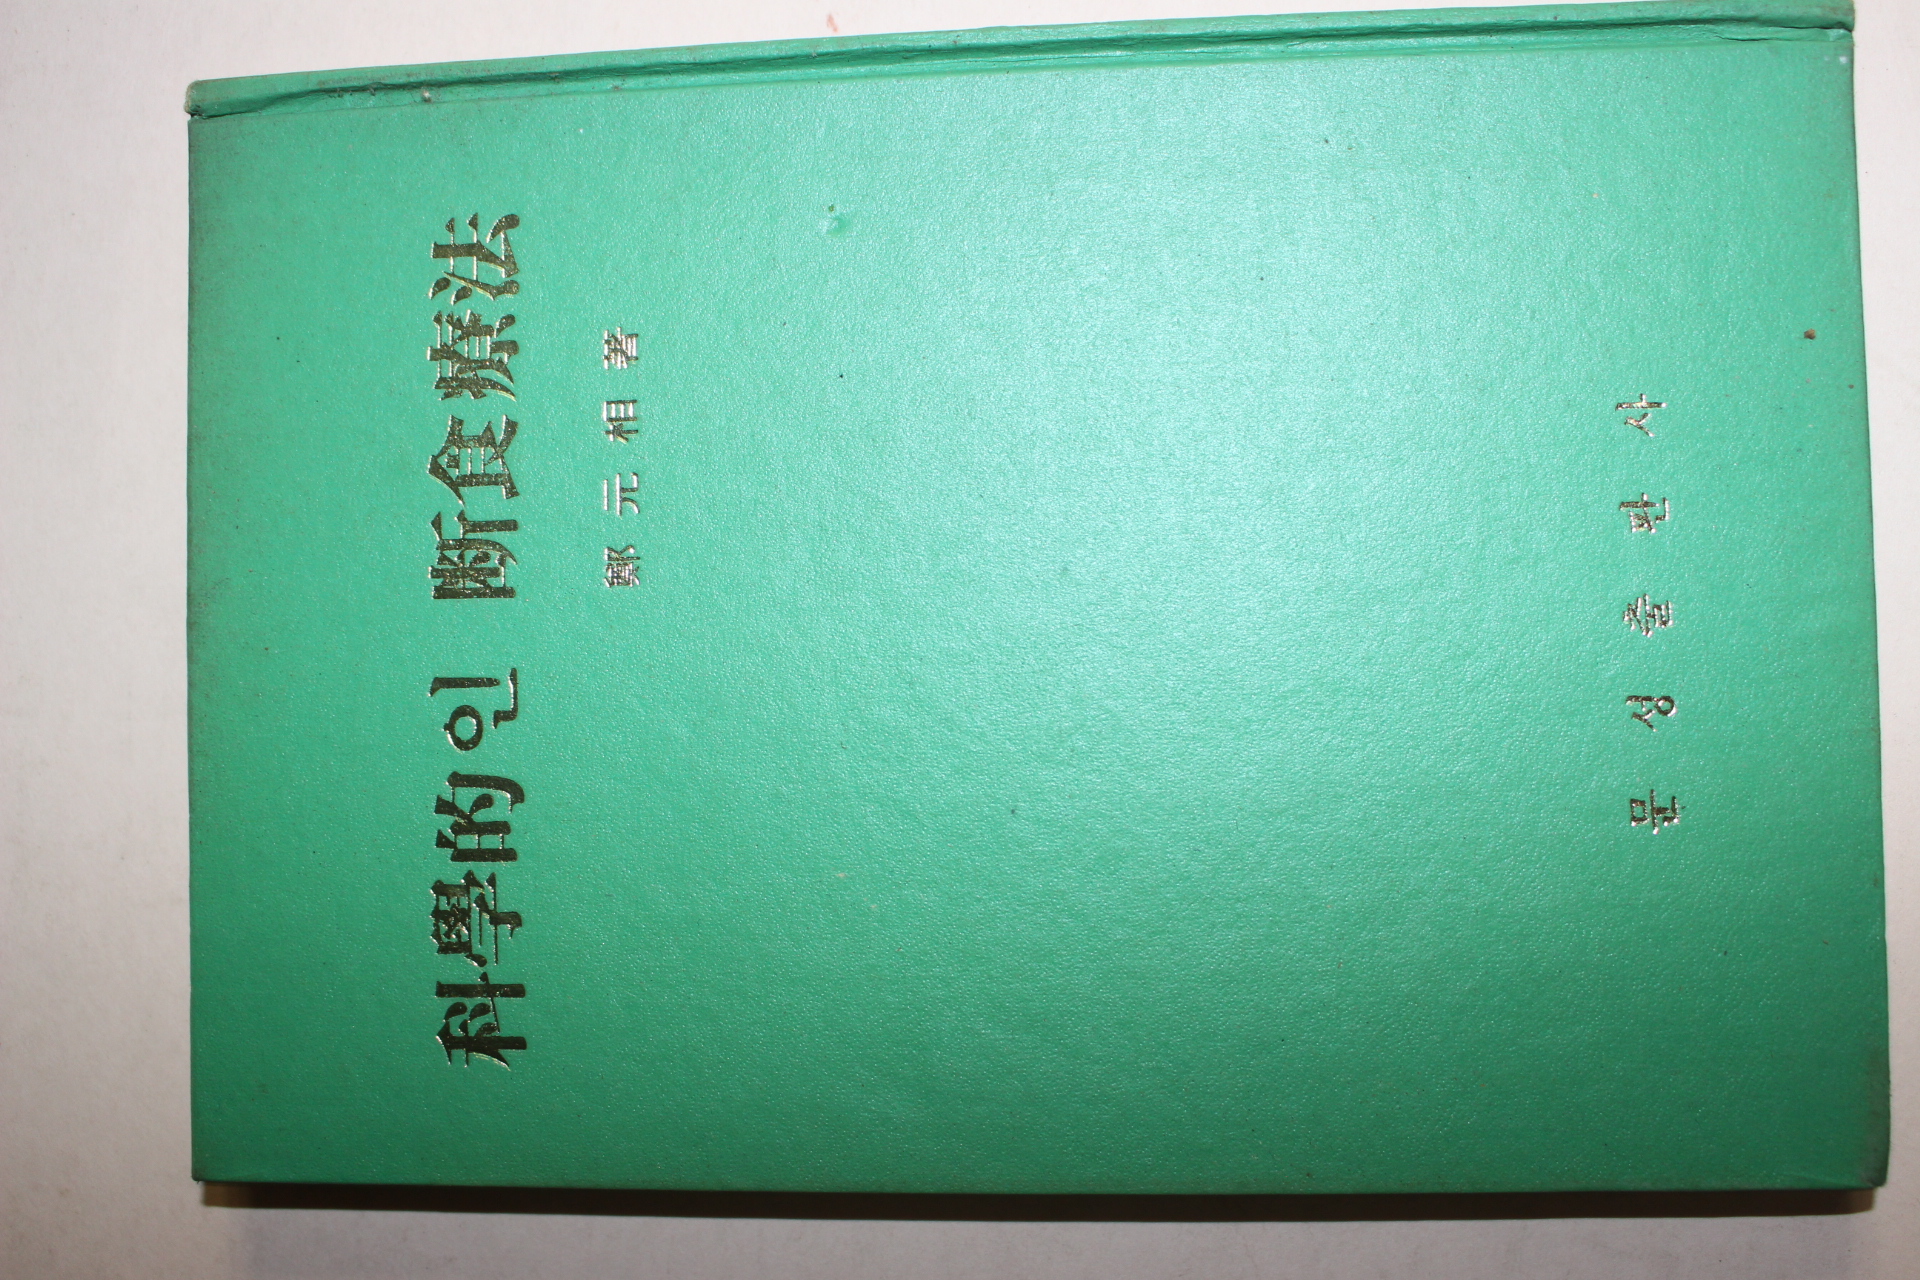 科學的인 斷食療法
鄭元相 著
문성출판사